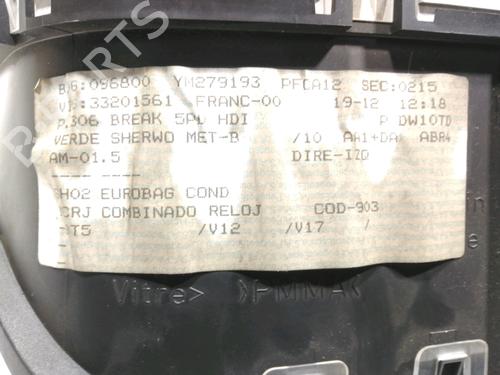 B/G:096800 YM279193 PFCA12 SEC:0215
VIS:33201561 FRANC-00 19-12 12:18
P.306 BREAK 5PL HDI P DW10TD
VERDE SHERWO MET-B /10 AA1+DA> ABR4
AM-01.5 DIRE-IZD
---- ----
HO2 EUROBAG COND
CRJ COMBINADO RELOJ COD-903
T5 /V12 /V17 /
Vitre> >PMMA<